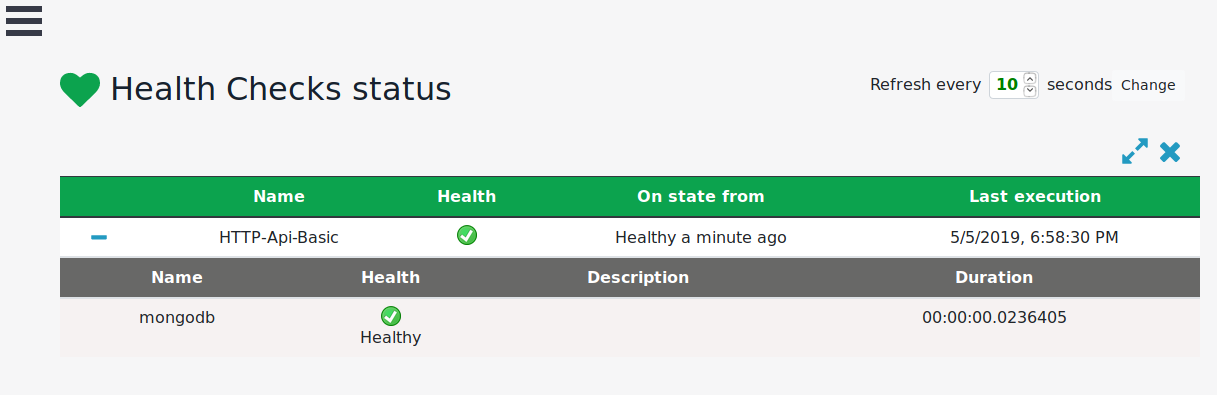 Health Checks status
Refresh every 10 seconds Change
Name Health On state from Last execution
HTTP-Api-Basic Healthy a minute ago 5/5/2019, 6:58:30 PM
Name Health Description Duration
mongodb 00:00:00.0236405
Healthy